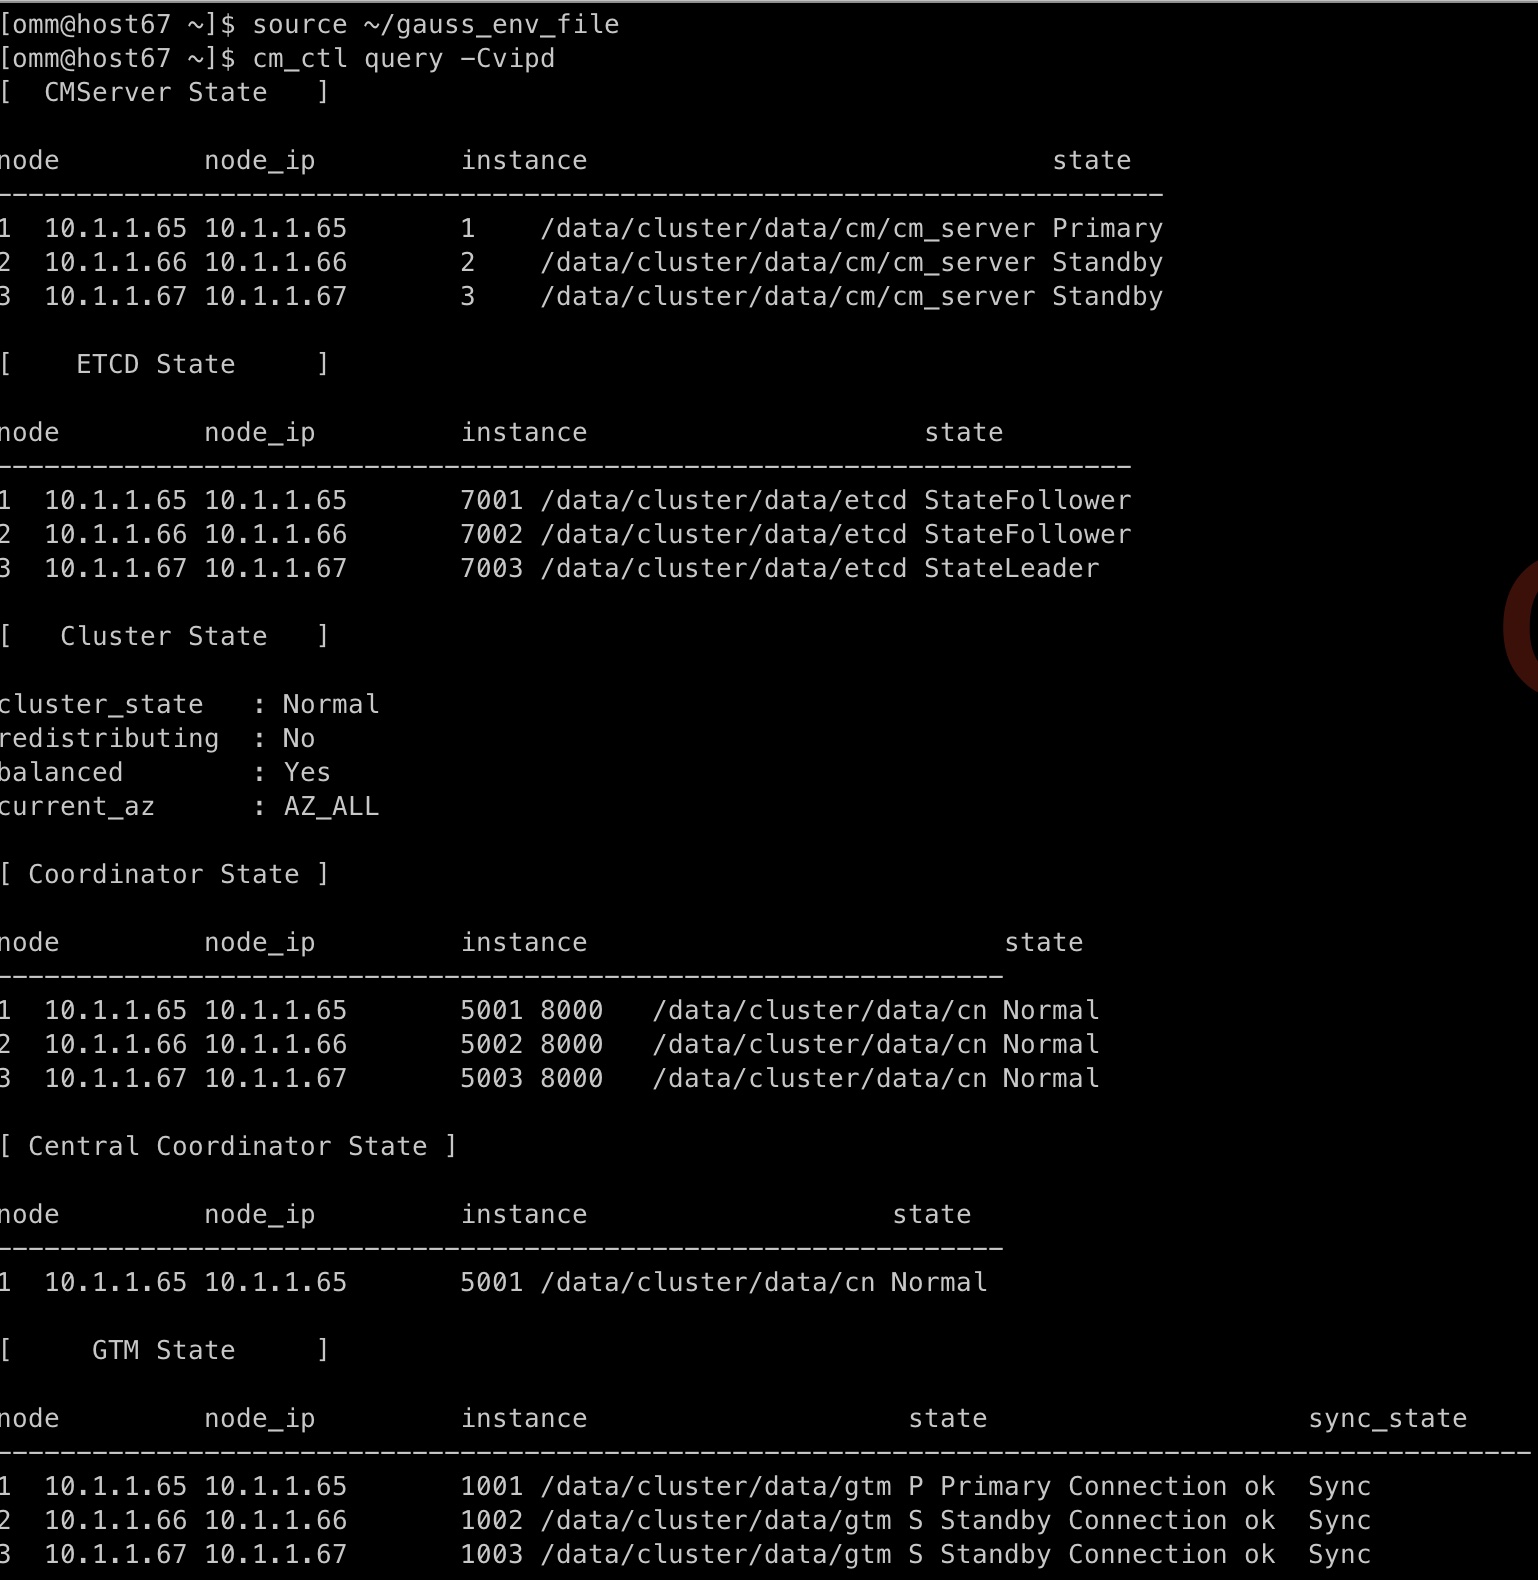 [omm@host67 ~]$ source ~/gauss_env_file
[omm@host67 ~]$ cm_ctl query -Cvipd
[  CMServer State   ]
node         node_ip         instance                             state
-------------------------------------------------------------------------
1  10.1.1.65 10.1.1.65       1    /data/cluster/data/cm/cm_server Primary
2  10.1.1.66 10.1.1.66       2    /data/cluster/data/cm/cm_server Standby
3  10.1.1.67 10.1.1.67       3    /data/cluster/data/cm/cm_server Standby
[    ETCD State     ]
node         node_ip         instance                     state
-----------------------------------------------------------------------
1  10.1.1.65 10.1.1.65       7001 /data/cluster/data/etcd StateFollower
2  10.1.1.66 10.1.1.66       7002 /data/cluster/data/etcd StateFollower
3  10.1.1.67 10.1.1.67       7003 /data/cluster/data/etcd StateLeader
[   Cluster State   ]
cluster_state   : Normal
redistributing  : No
balanced        : Yes
current_az      : AZ_ALL
[ Coordinator State ]
node         node_ip         instance                          state
---------------------------------------------------------------
1  10.1.1.65 10.1.1.65       5001 8000   /data/cluster/data/cn Normal
2  10.1.1.66 10.1.1.66       5002 8000   /data/cluster/data/cn Normal
3  10.1.1.67 10.1.1.67       5003 8000   /data/cluster/data/cn Normal
[ Central Coordinator State ]
node         node_ip         instance                   state
---------------------------------------------------------------
1  10.1.1.65 10.1.1.65       5001 /data/cluster/data/cn Normal
[     GTM State     ]
node         node_ip         instance                    state                    sync_state
------------------------------------------------------------------------------------------------
1  10.1.1.65 10.1.1.65       1001 /data/cluster/data/gtm P Primary Connection ok  Sync
2  10.1.1.66 10.1.1.66       1002 /data/cluster/data/gtm S Standby Connection ok  Sync
3  10.1.1.67 10.1.1.67       1003 /data/cluster/data/gtm S Standby Connection ok  Sync